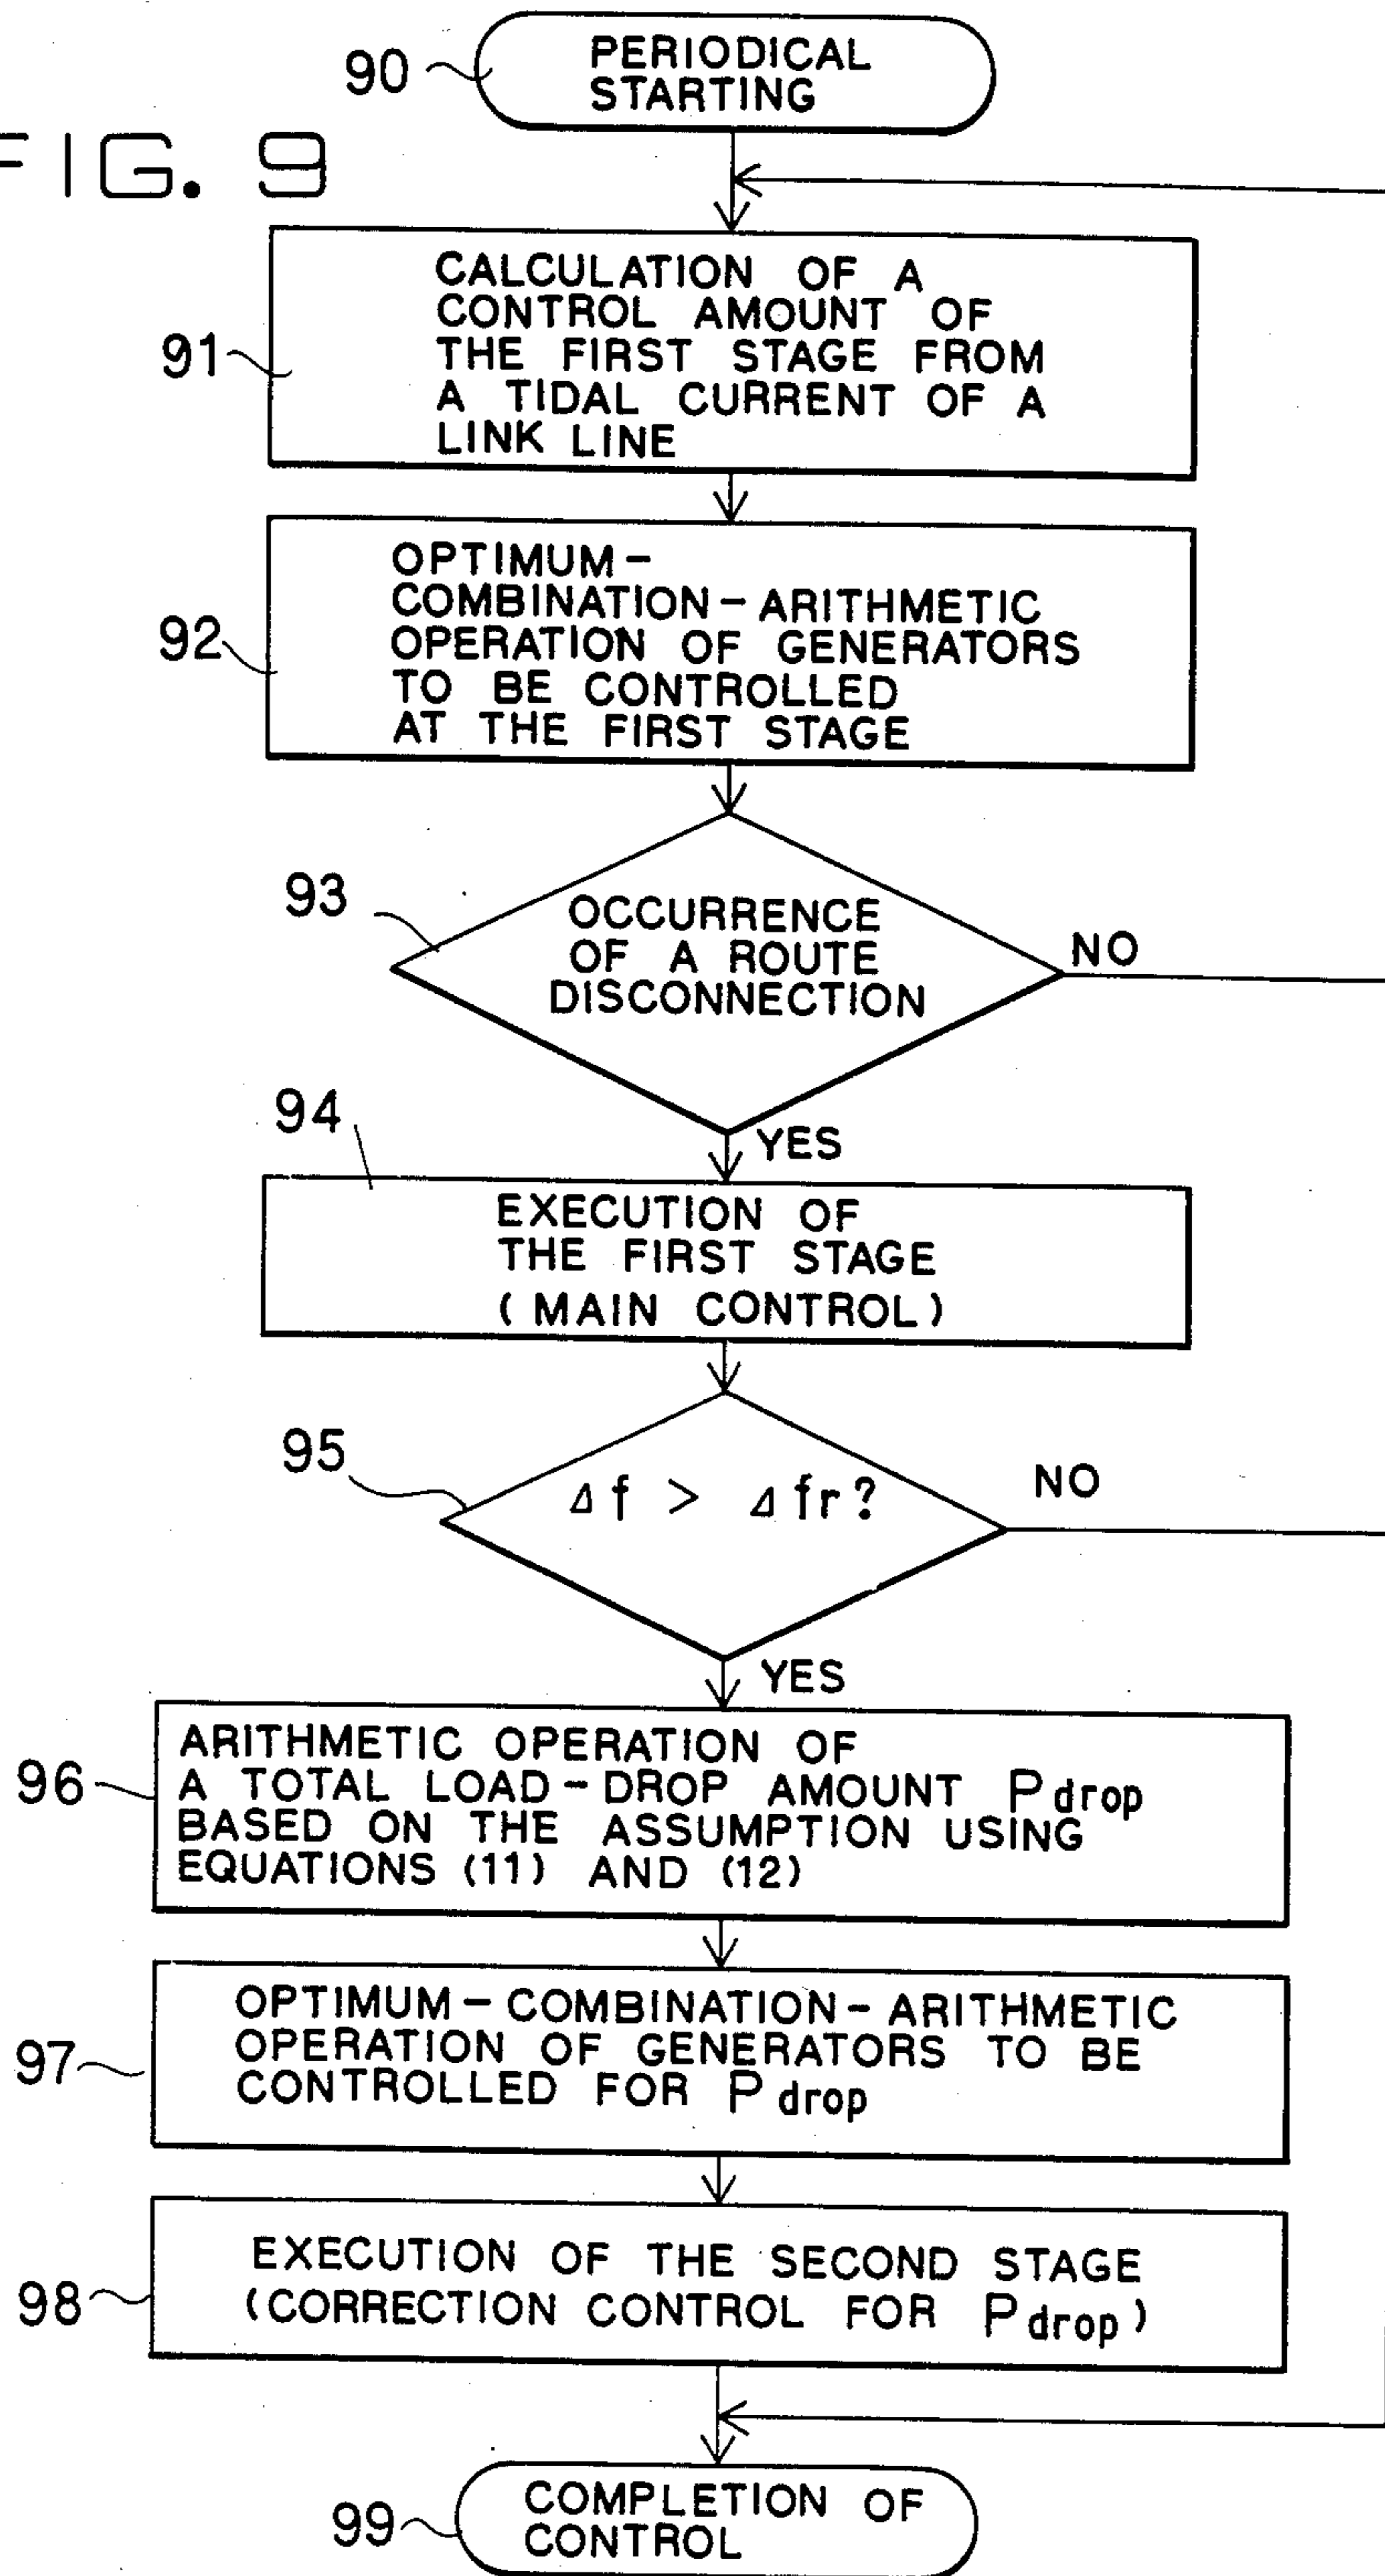 90
PERIODICAL
STARTING
FIG. 9
91
CALCULATION OF A
CONTROL AMOUNT OF
THE FIRST STAGE FROM
A TIDAL CURRENT OF A
LINK LINE
92
OPTIMUM-
COMBINATION-ARITHMETIC
OPERATION OF GENERATORS
TO BE CONTROLLED
AT THE FIRST STAGE
93
OCCURRENCE
OF A ROUTE
DISCONNECTION
NO
YES
94
EXECUTION OF
THE FIRST STAGE
(MAIN CONTROL)
95
Δf > Δfr?
NO
YES
96
ARITHMETIC OPERATION OF
A TOTAL LOAD-DROP AMOUNT Pdrop
BASED ON THE ASSUMPTION USING
EQUATIONS (11) AND (12)
97
OPTIMUM-COMBINATION-ARITHMETIC
OPERATION OF GENERATORS TO BE
CONTROLLED FOR Pdrop
98
EXECUTION OF THE SECOND STAGE
(CORRECTION CONTROL FOR Pdrop)
99
COMPLETION OF
CONTROL